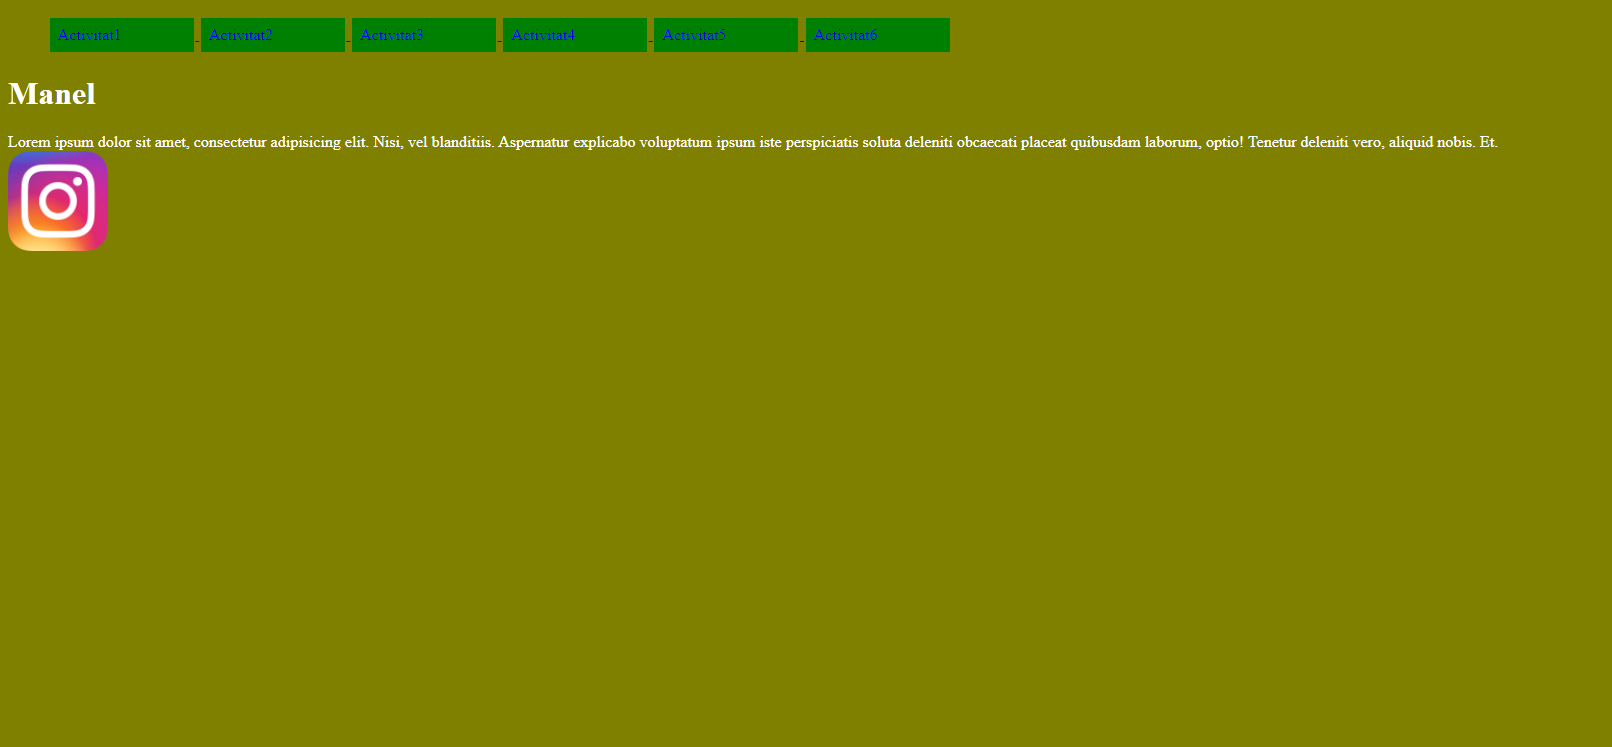 Activitat1 Activitat2 Activitat3 Activitat4 Activitat5 Activitat6
Manel
Lorem ipsum dolor sit amet, consectetur adipisicing elit. Nisi, vel blanditiis. Aspernatur explicabo voluptatum ipsum iste perspiciatis soluta deleniti obcaecati placeat quibusdam laborum, optio! Tenetur deleniti vero, aliquid nobis. Et.